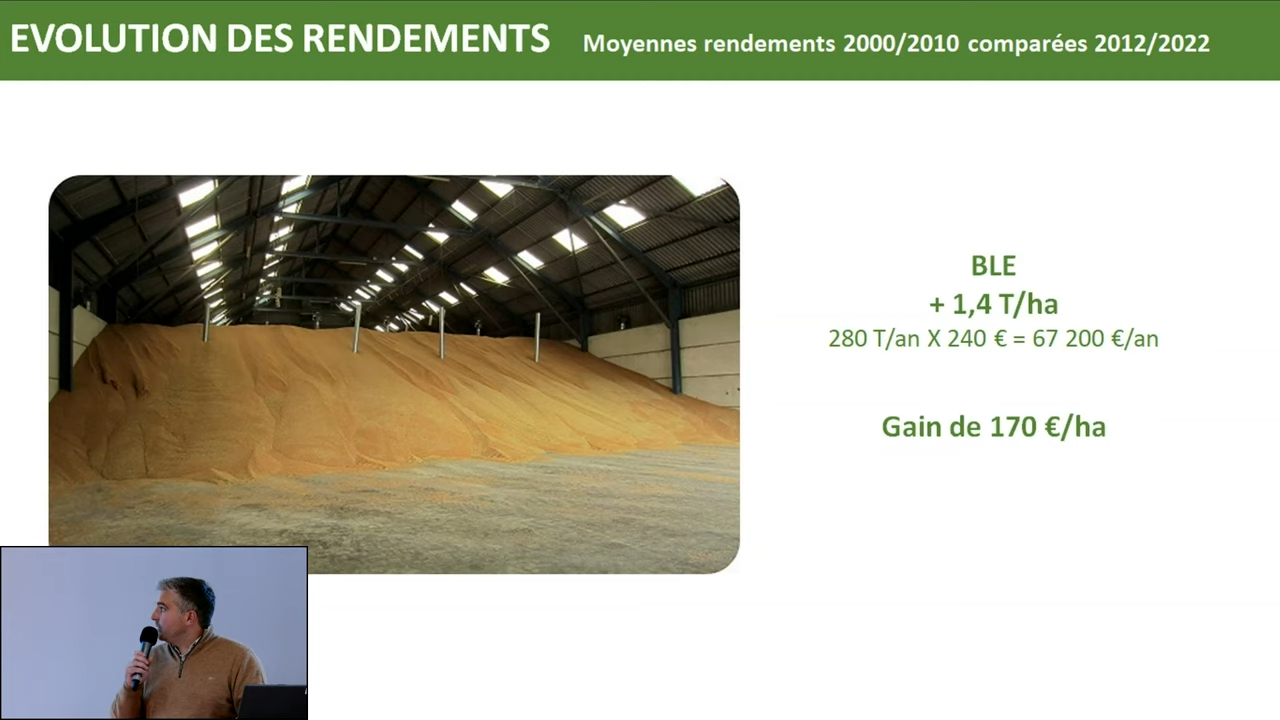 EVOLUTION DES RENDEMENTS Moyennes rendements 2000/2010 comparées 2012/2022
BLE
+ 1,4 T/ha
280 T/an X 240 € = 67 200 €/an
Gain de 170 €/ha